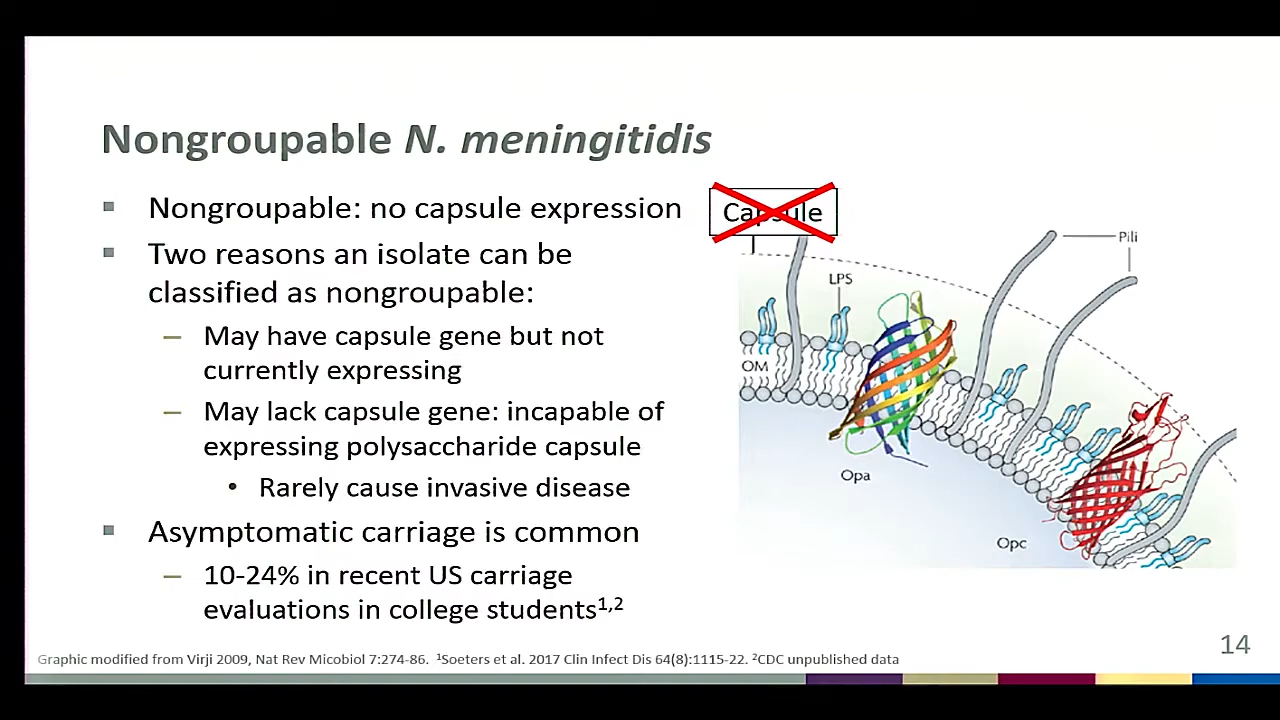 Nongroupable N. meningitidis
▪ Nongroupable: no capsule expression
▪ Two reasons an isolate can be
classified as nongroupable:
– May have capsule gene but not
currently expressing
– May lack capsule gene: incapable of
expressing polysaccharide capsule
• Rarely cause invasive disease
▪ Asymptomatic carriage is common
– 10-24% in recent US carriage
evaluations in college students1,2
Capsule
Pili
LPS
OM
Opa
Opc
14
Graphic modified from Virji 2009, Nat Rev Micobiol 7:274-86. 1Soeters et al. 2017 Clin Infect Dis 64(8):1115-22. 2CDC unpublished data